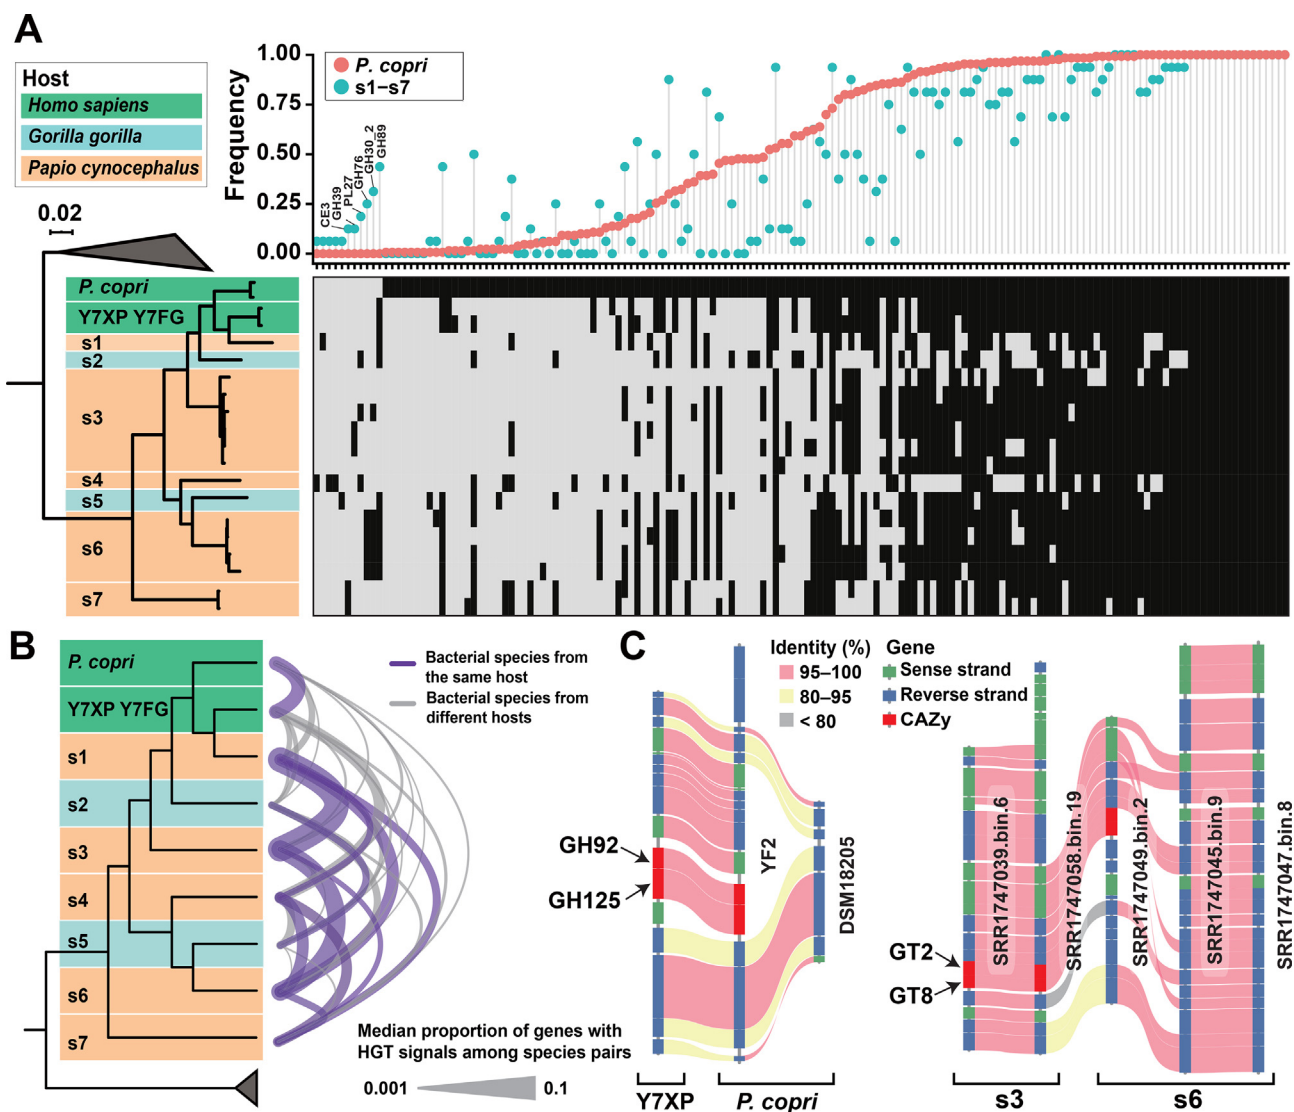 A
Host
Homo sapiens
Gorilla gorilla
Papio cynocephalus
0.02
Frequency
1.00
0.75
0.50
0.25
0.00
P. copri
s1–s7
CE3
GH39
PL27
GH76
GH30_2
GH89
P. copri
Y7XP Y7FG
s1
s2
s3
s4
s5
s6
s7
B
P. copri
Y7XP Y7FG
s1
s2
s3
s4
s5
s6
s7
Bacterial species from
the same host
Bacterial species from
different hosts
Median proportion of genes with
HGT signals among species pairs
0.001
0.1
C
Identity (%)
95–100
80–95
< 80
Gene
Sense strand
Reverse strand
CAZy
GH92
GH125
YF2
DSM18205
Y7XP
P. copri
GT2
GT8
SRR1747039.bin.6
SRR1747058.bin.19
SRR1747049.bin.2
SRR1747045.bin.9
SRR1747047.bin.8
s3
s6